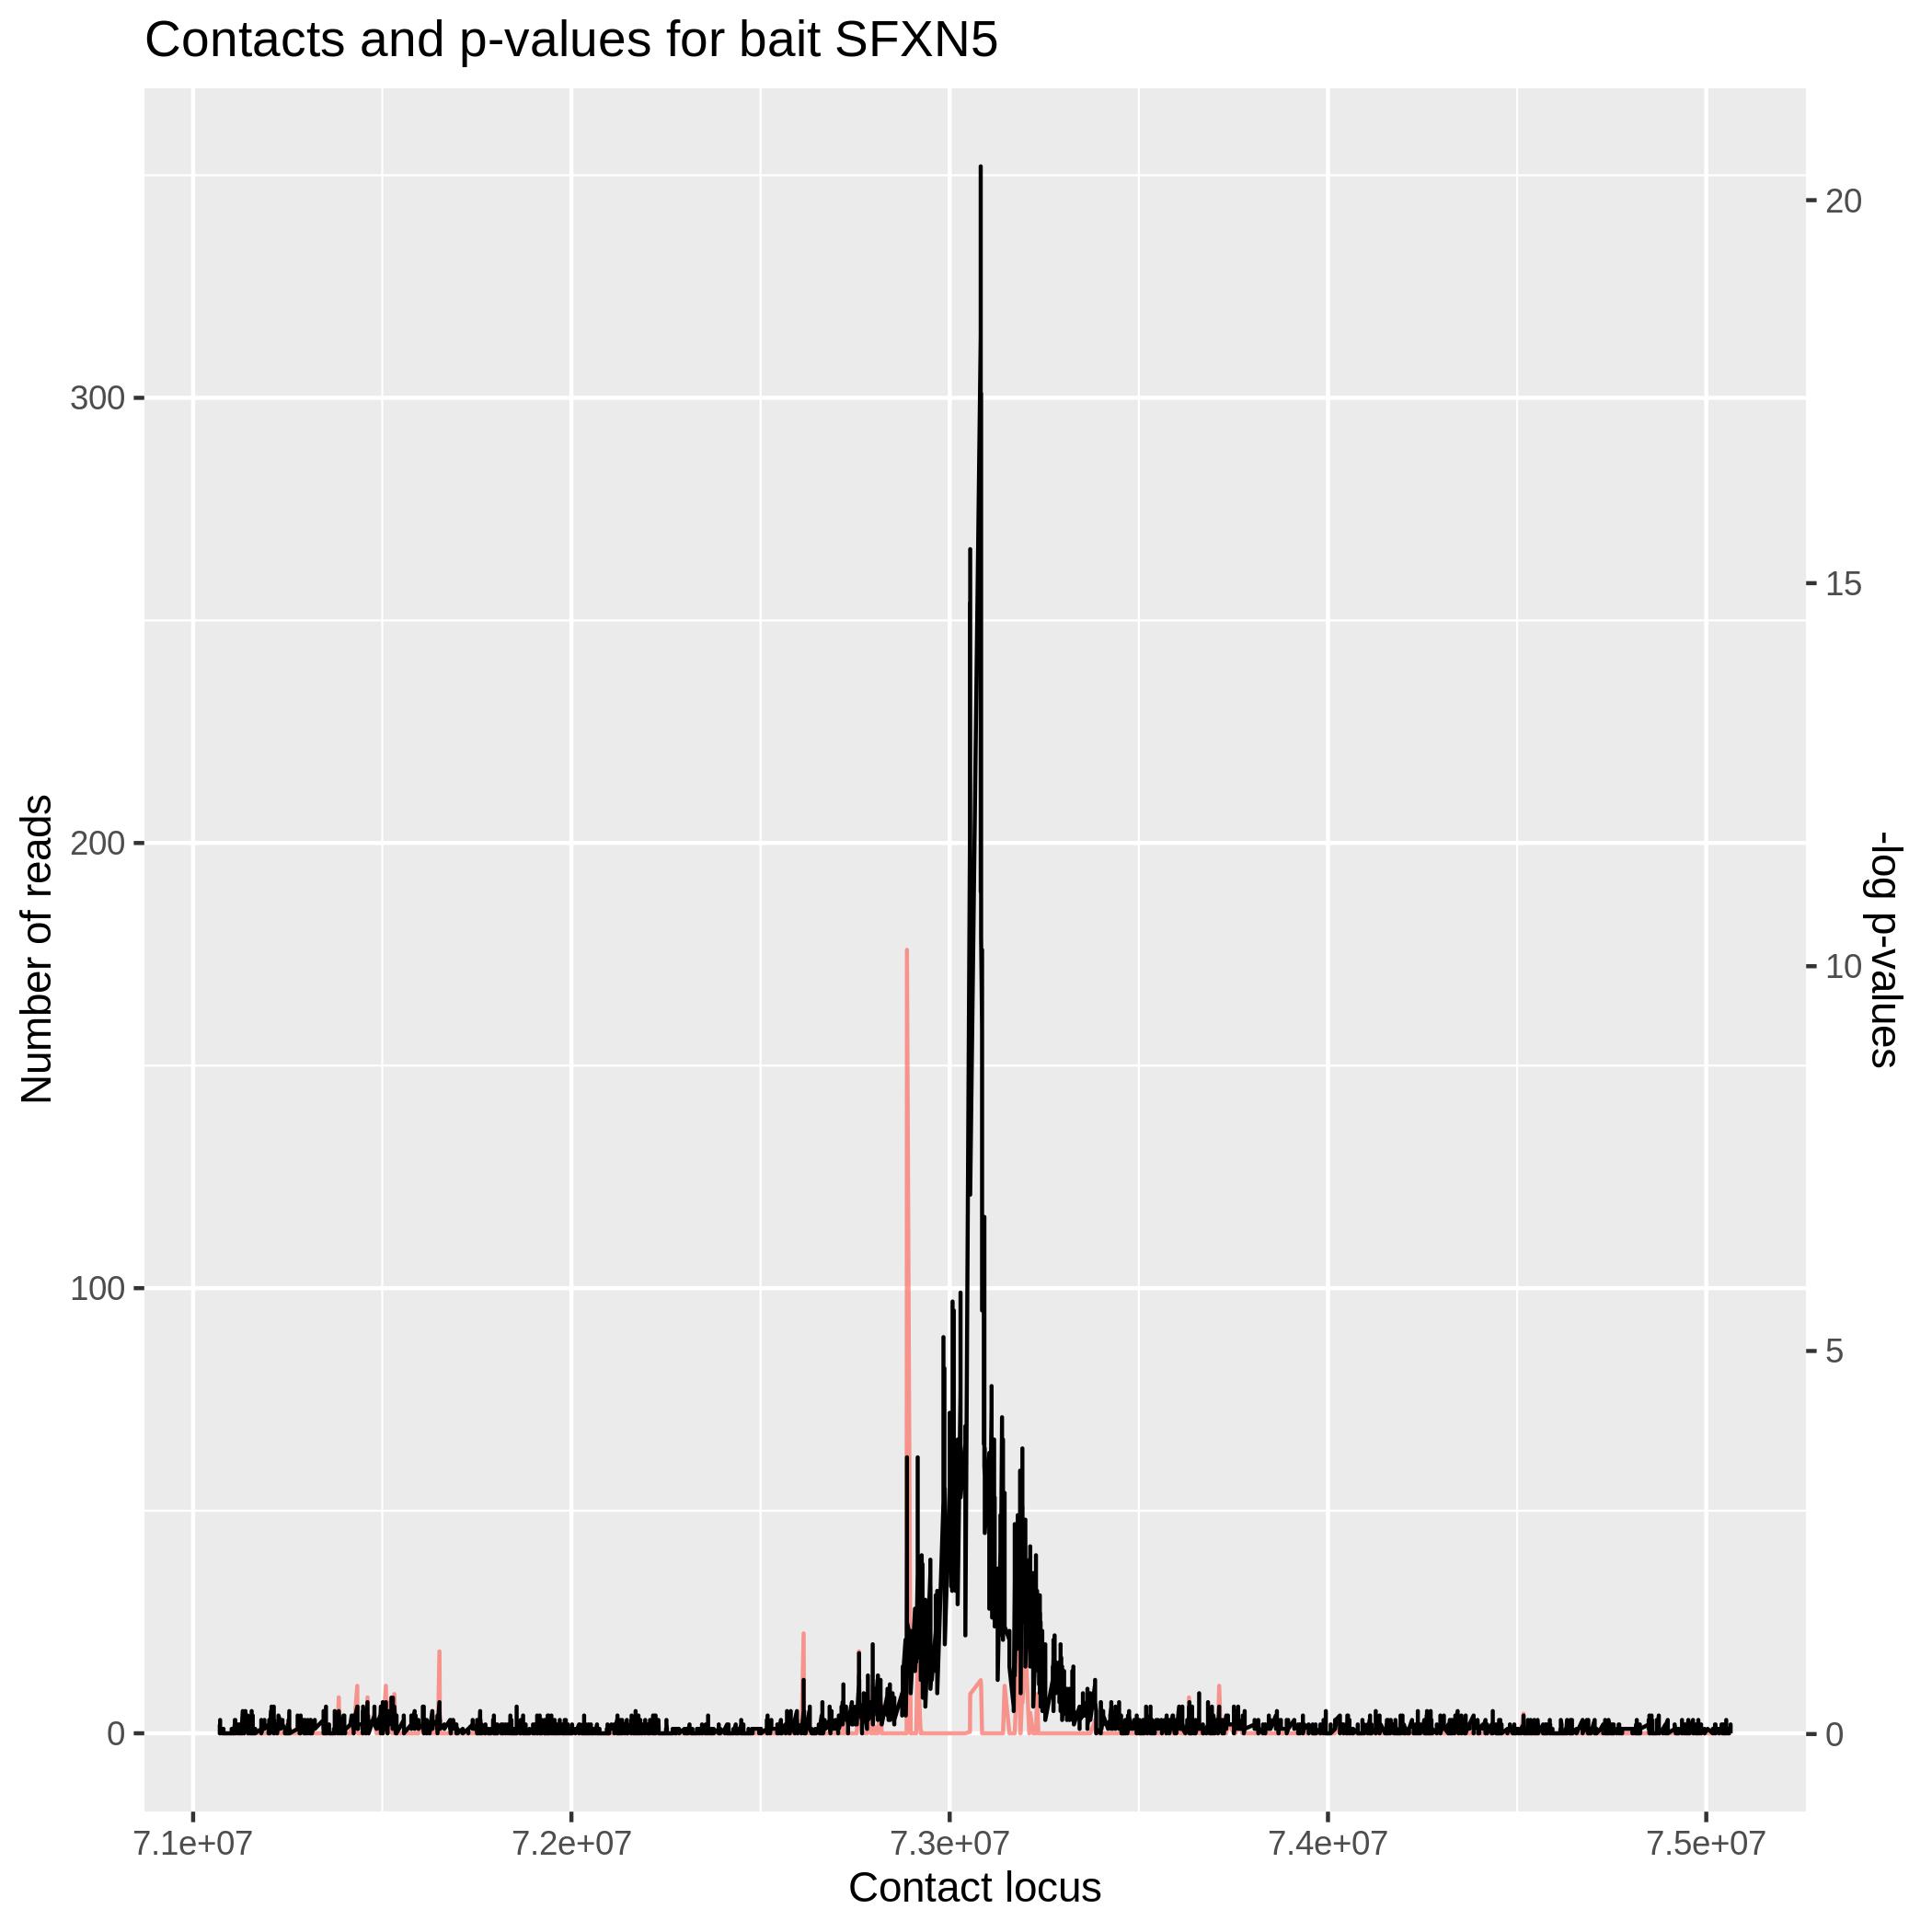 Contacts and p-values for bait SFXN5
Number of reads
300
200
100
0
20
15
10
5
0
-log p-values
7.1e+07
7.2e+07
7.3e+07
7.4e+07
7.5e+07
Contact locus